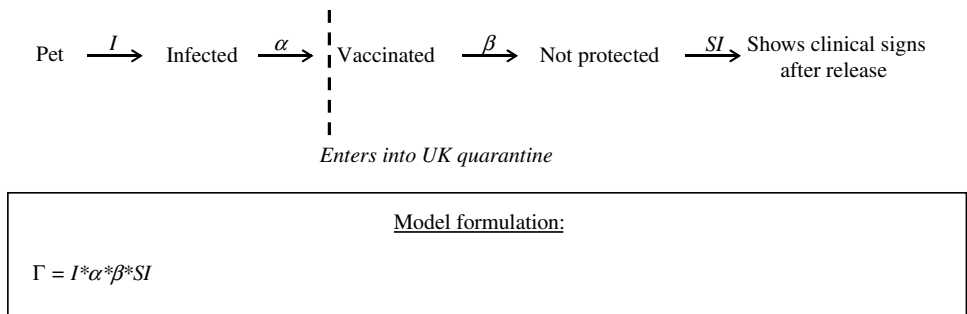 Pet I Infected α Vaccinated β Not protected SI Shows clinical signs
after release
Enters into UK quarantine
Model formulation:
Γ = I*α*β*SI